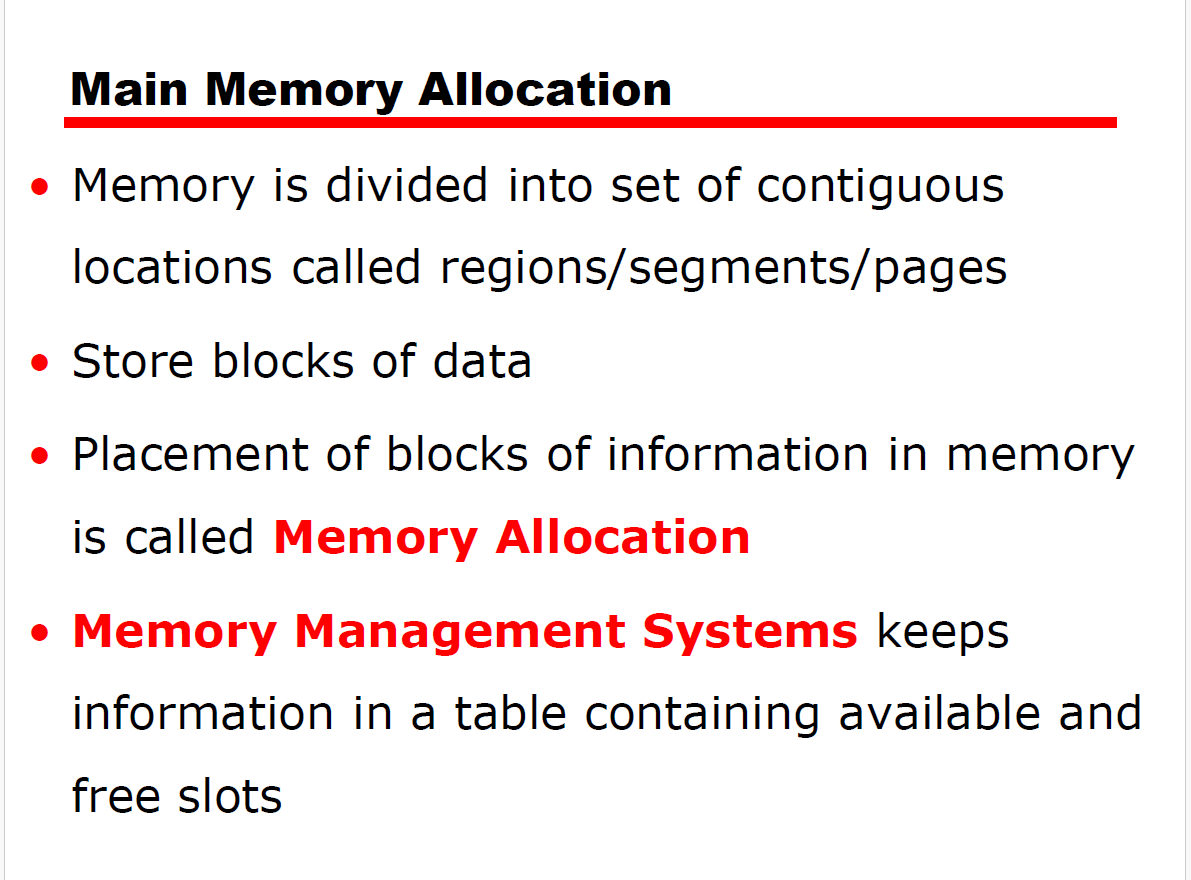 Main Memory Allocation
• Memory is divided into set of contiguous
locations called regions/segments/pages
• Store blocks of data
• Placement of blocks of information in memory
is called Memory Allocation
• Memory Management Systems keeps
information in a table containing available and
free slots